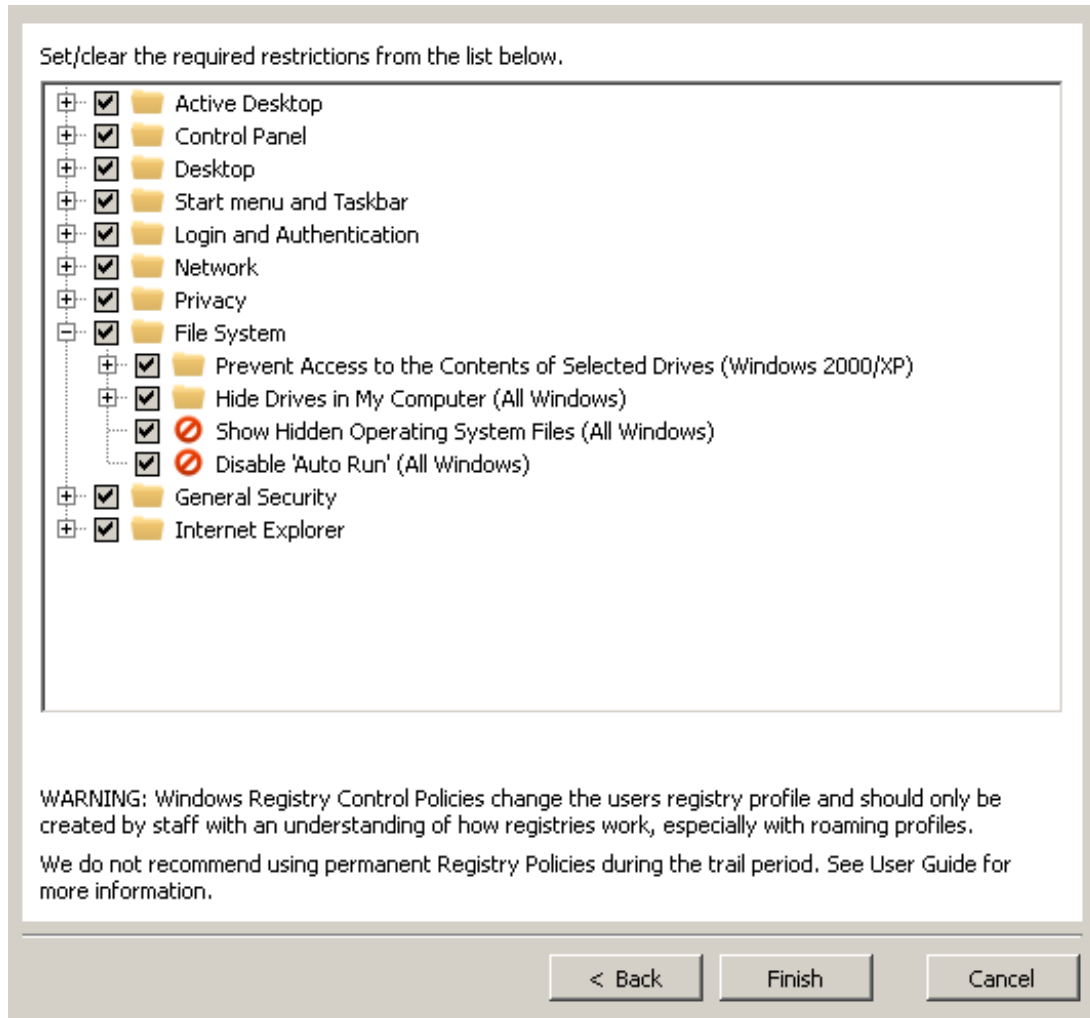 Set/clear the required restrictions from the list below.
Active Desktop
Control Panel
Desktop
Start menu and Taskbar
Login and Authentication
Network
Privacy
File System
Prevent Access to the Contents of Selected Drives (Windows 2000/XP)
Hide Drives in My Computer (All Windows)
Show Hidden Operating System Files (All Windows)
Disable 'Auto Run' (All Windows)
General Security
Internet Explorer
WARNING: Windows Registry Control Policies change the users registry profile and should only be
created by staff with an understanding of how registries work, especially with roaming profiles.
We do not recommend using permanent Registry Policies during the trail period. See User Guide for
more information.
< Back
Finish
Cancel